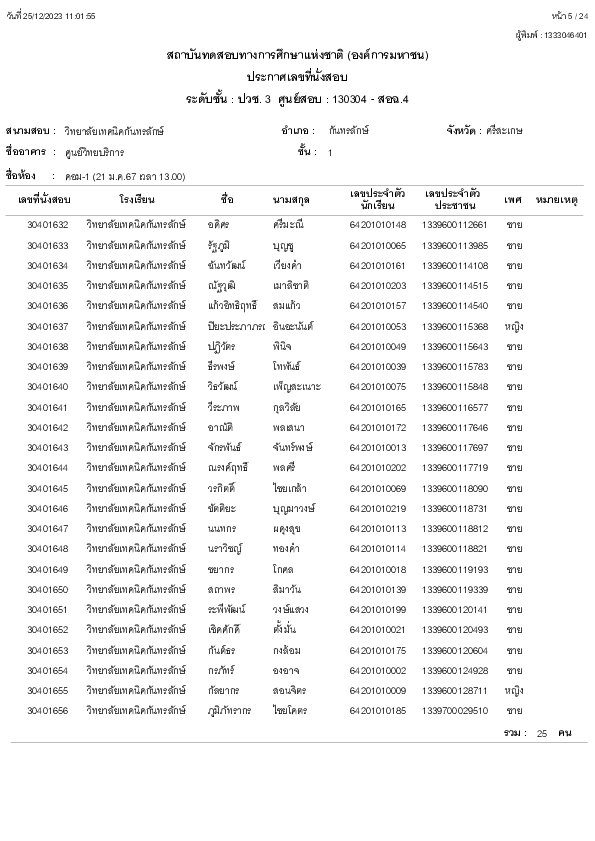 วันที่ 25/12/2023 11:01:55 หน้า 5 / 24
ผู้พิมพ์ : 1333046401
สถาบันทดสอบทางการศึกษาแห่งชาติ (องค์การมหาชน)
ประกาศเลขที่นั่งสอบ
ระดับชั้น : ปวช. 3 ศูนย์สอบ : 130304 - สอฉ.4
สนามสอบ : วิทยาลัยเทคนิคกันทรลักษ์ อำเภอ : กันทรลักษ์ จังหวัด : ศรีสะเกษ
ชื่ออาคาร : ศูนย์วิทยบริการ ชั้น : 1
ชื่อห้อง : คอม-1 (21 ม.ค.67 เวลา 13.00)
เลขที่นั่งสอบ โรงเรียน ชื่อ นามสกุล เลขประจำตัวนักเรียน เลขประจำตัวประชาชน เพศ หมายเหตุ
30401632 วิทยาลัยเทคนิคกันทรลักษ์ อดิศร ศรีมะณี 64201010148 1339600112661 ชาย
30401633 วิทยาลัยเทคนิคกันทรลักษ์ รัฐภูมิ บุญชู 64201010065 1339600113985 ชาย
30401634 วิทยาลัยเทคนิคกันทรลักษ์ ฉันทวัฒน์ เวียงคำ 64201010161 1339600114108 ชาย
30401635 วิทยาลัยเทคนิคกันทรลักษ์ ณัฐวุฒิ เมาลิชาติ 64201010203 1339600114515 ชาย
30401636 วิทยาลัยเทคนิคกันทรลักษ์ แก้วอิทธิฤทธิ์ สมแก้ว 64201010157 1339600114540 ชาย
30401637 วิทยาลัยเทคนิคกันทรลักษ์ ปิยะประภาภรณ์ อินอะนันต์ 64201010053 1339600115368 หญิง
30401638 วิทยาลัยเทคนิคกันทรลักษ์ ปฏิวัตร พินิจ 64201010049 1339600115643 ชาย
30401639 วิทยาลัยเทคนิคกันทรลักษ์ ธีรพงษ์ โทพันธ์ 64201010039 1339600115783 ชาย
30401640 วิทยาลัยเทคนิคกันทรลักษ์ วิธวัฒน์ เพ็ญสะเนาะ 64201010075 1339600115848 ชาย
30401641 วิทยาลัยเทคนิคกันทรลักษ์ วีระภาพ กุลวิสัย 64201010165 1339600116577 ชาย
30401642 วิทยาลัยเทคนิคกันทรลักษ์ อาณัติ พลเสนา 64201010172 1339600117646 ชาย
30401643 วิทยาลัยเทคนิคกันทรลักษ์ จักรพันธ์ จันทร์พงษ์ 64201010013 1339600117697 ชาย
30401644 วิทยาลัยเทคนิคกันทรลักษ์ ณรงค์ฤทธิ์ พลศรี 64201010202 1339600117719 ชาย
30401645 วิทยาลัยเทคนิคกันทรลักษ์ วรกิตติ์ ไชยเกล้า 64201010069 1339600118090 ชาย
30401646 วิทยาลัยเทคนิคกันทรลักษ์ ขัตติยะ บุญมาวงษ์ 64201010219 1339600118731 ชาย
30401647 วิทยาลัยเทคนิคกันทรลักษ์ นนทกร ผดุงสุข 64201010113 1339600118812 ชาย
30401648 วิทยาลัยเทคนิคกันทรลักษ์ นราวิชญ์ ทองคำ 64201010114 1339600118821 ชาย
30401649 วิทยาลัยเทคนิคกันทรลักษ์ ชยากร โกศล 64201010018 1339600119193 ชาย
30401650 วิทยาลัยเทคนิคกันทรลักษ์ สถาพร สิมาวัน 64201010139 1339600119339 ชาย
30401651 วิทยาลัยเทคนิคกันทรลักษ์ ระพีพัฒน์ วงษ์แสวง 64201010199 1339600120141 ชาย
30401652 วิทยาลัยเทคนิคกันทรลักษ์ เชิดศักดิ์ ตั้งมั่น 64201010021 1339600120493 ชาย
30401653 วิทยาลัยเทคนิคกันทรลักษ์ กันต์ธร กงล้อม 64201010175 1339600120604 ชาย
30401654 วิทยาลัยเทคนิคกันทรลักษ์ กรภัทร์ องอาจ 64201010002 1339600124928 ชาย
30401655 วิทยาลัยเทคนิคกันทรลักษ์ กัลยากร สอนจิตร 64201010009 1339600128711 หญิง
30401656 วิทยาลัยเทคนิคกันทรลักษ์ ภูมิภัทรากร ไชยโคตร 64201010185 1339700029510 ชาย
รวม : 25 คน